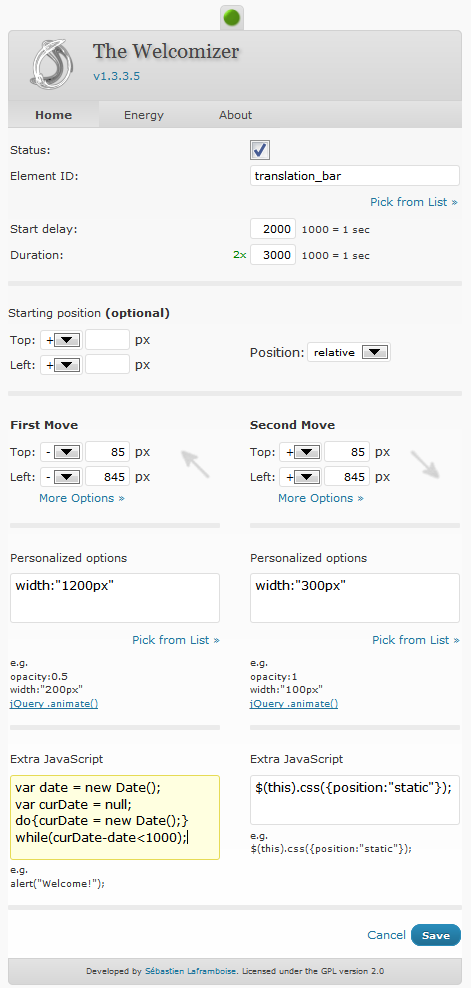 The Welcomizer
v1.3.3.5
Home Energy About
Status:
Element ID: translation_bar
Pick from List »
Start delay: 2000 1000 = 1 sec
Duration: 2x 3000 1000 = 1 sec
Starting position (optional)
Top: + px
Left: + px
Position: relative
First Move
Top: - 85 px
Left: - 845 px
More Options »
Second Move
Top: + 85 px
Left: + 845 px
More Options »
Personalized options
width:"1200px"
Pick from List »
e.g.
opacity:0.5
width:"200px"
jQuery .animate()
Personalized options
width:"300px"
Pick from List »
e.g.
opacity:1
width:"100px"
jQuery .animate()
Extra JavaScript
var date = new Date();
var curDate = null;
do{curDate = new Date();}
while(curDate-date<1000);
e.g.
alert("Welcome!");
Extra JavaScript
$(this).css({position:"static"});
e.g.
$(this).css({position:"static"});
Cancel Save
Developed by Sébastien Laframboise. Licensed under the GPL version 2.0